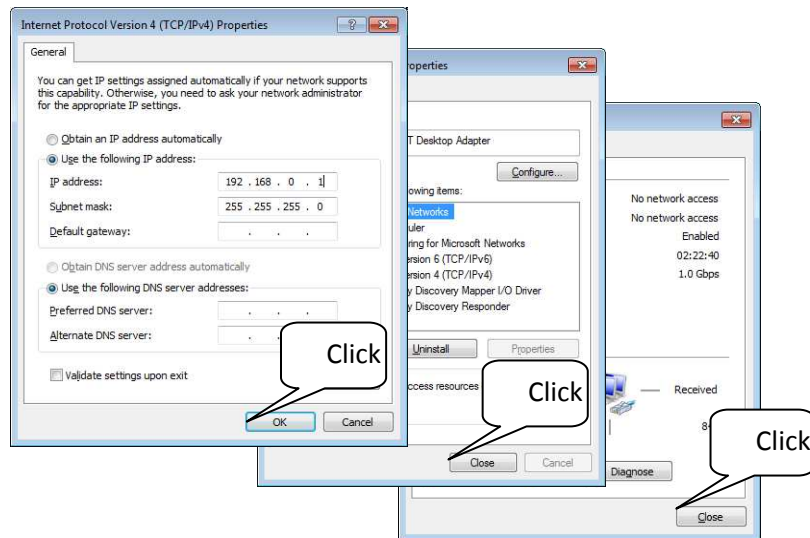 Internet Protocol Version 4 (TCP/IPv4) Properties
General
You can get IP settings assigned automatically if your network supports
this capability. Otherwise, you need to ask your network administrator
for the appropriate IP settings.
Obtain an IP address automatically
Use the following IP address:
IP address: 192 . 168 . 0 . 1
Subnet mask: 255 . 255 . 255 . 0
Default gateway: . . .
Obtain DNS server address automatically
Use the following DNS server addresses:
Preferred DNS server: . . .
Alternate DNS server: . .
Validate settings upon exit
Click
OK Cancel
roperties
T Desktop Adapter
Configure...
owing items:
Networks
uler
ring for Microsoft Networks
ersion 6 (TCP/IPv6)
ersion 4 (TCP/IPv4)
y Discovery Mapper I/O Driver
y Discovery Responder
Uninstall Properties
ccess resources
Click
Close Cancel
No network access
No network access
Enabled
02:22:40
1.0 Gbps
Received
Click
Diagnose
Close